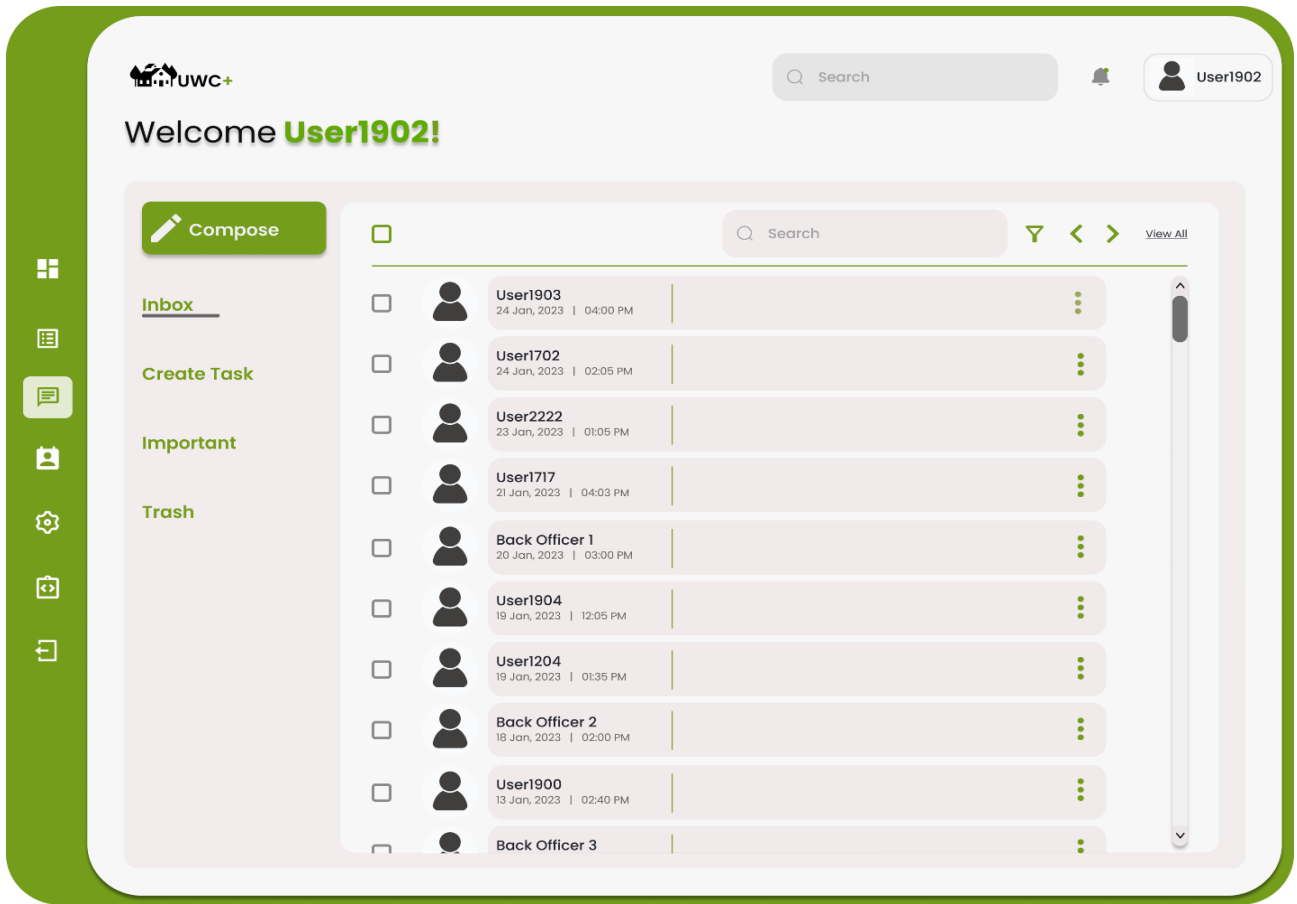 UWC+
Search
User1902
Welcome User1902!
Compose
Inbox
Create Task
Important
Trash
Search
View All
User1903
24 Jan, 2023 | 04:00 PM
User1702
24 Jan, 2023 | 02:05 PM
User2222
23 Jan, 2023 | 01:05 PM
User1717
21 Jan, 2023 | 04:03 PM
Back Officer 1
20 Jan, 2023 | 03:00 PM
User1904
19 Jan, 2023 | 12:05 PM
User1204
19 Jan, 2023 | 01:35 PM
Back Officer 2
18 Jan, 2023 | 02:00 PM
User1900
13 Jan, 2023 | 02:40 PM
Back Officer 3